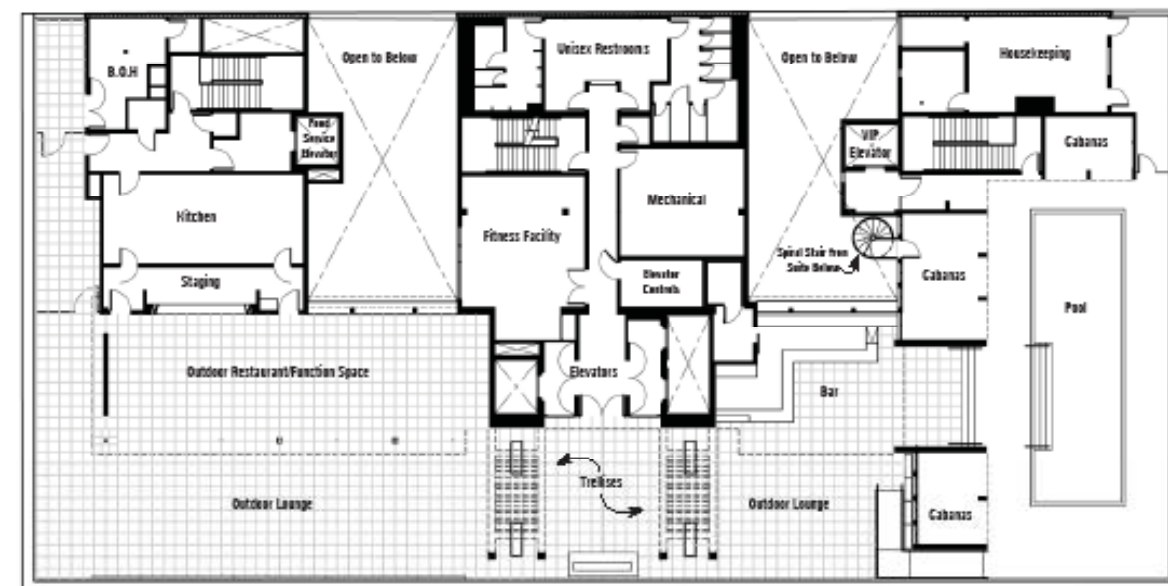 Open to Below
Unisex Restrooms
Open to Below
Housekeeping
B.O.H
Food
Service
Elevator
VIP
Elevator
Cabanas
Kitchen
Fitness Facility
Mechanical
Spiral Stair from
Suite Below
Staging
Elevator
Controls
Cabanas
Pool
Outdoor Restaurant/Function Space
Elevators
Bar
Trellises
Outdoor Lounge
Outdoor Lounge
Cabanas